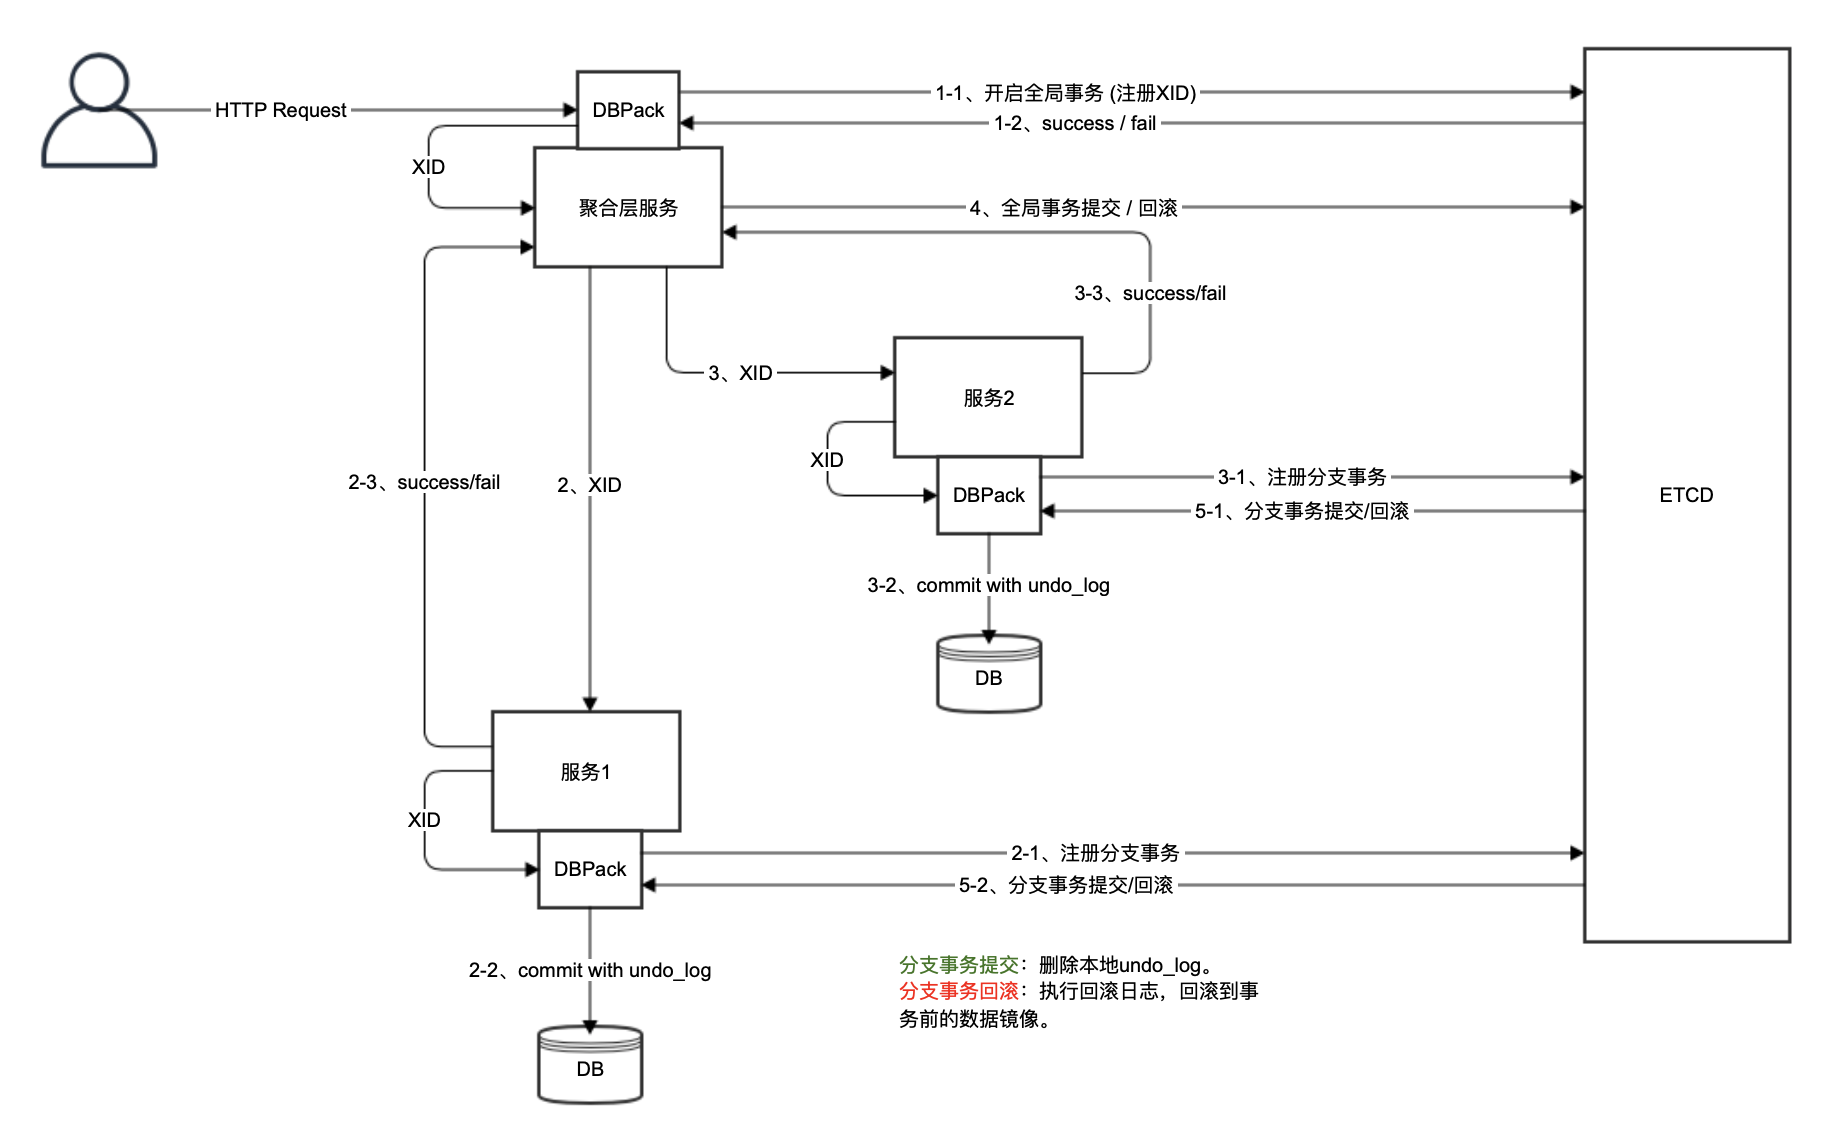 HTTP Request
DBPack
1-1、开启全局事务 (注册XID)
1-2、success / fail
XID
聚合层服务
4、全局事务提交 / 回滚
3-3、success/fail
3、XID
服务2
XID
DBPack
3-1、注册分支事务
5-1、分支事务提交/回滚
ETCD
2-3、success/fail
2、XID
3-2、commit with undo_log
DB
服务1
XID
DBPack
2-1、注册分支事务
5-2、分支事务提交/回滚
2-2、commit with undo_log
DB
分支事务提交：删除本地undo_log。
分支事务回滚：执行回滚日志，回滚到事
务前的数据镜像。